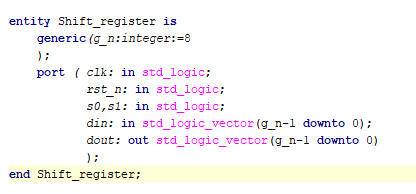 entity Shift_register is
generic(g_n:integer:=8
);
port ( clk: in std_logic;
rst_n: in std_logic;
s0,s1: in std_logic;
din: in std_logic_vector(g_n-1 downto 0);
dout: out std_logic_vector(g_n-1 downto 0)
);
end Shift_register;